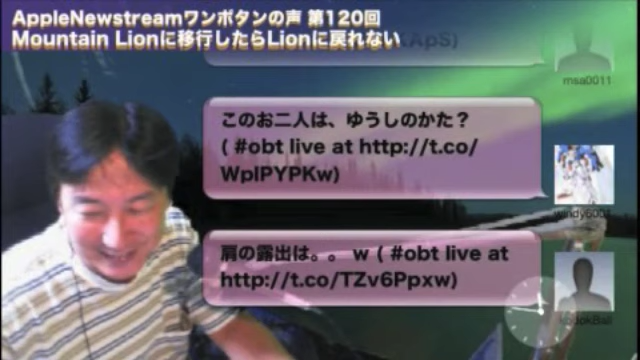 AppleNewstreamワンボタンの声 第120回
Mountain Lionに移行したらLionに戻れない
msa0011
このお二人は、ゆうしのかた？
( #obt live at http://t.co/
WplPYPKw)
windy6001
肩の露出は。。 w ( #obt live at
http://t.co/TZv6Ppxw)